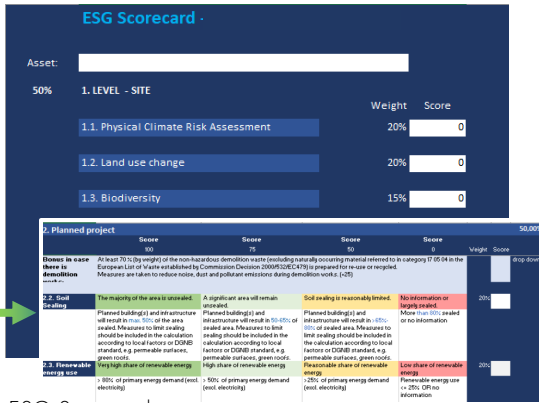 ESG Scorecard -
Asset:
50% 1. LEVEL - SITE
Weight Score
1.1. Physical Climate Risk Assessment 20% 0
1.2. Land use change 20% 0
1.3. Biodiversity 15% 0
2. Planned project 50,00%
Score Score Score Score
100 75 50 0 Weight Score
Bonus in case At least 70 % (by weight) of the non-hazardous demolition waste (excluding naturally occuring material referred to in category 17 05 04 in the drop down
there is European List of Waste established by Commission Decision 2000/532/EC479) is prepared for re-use or recycled.
demolition Measures are taken to reduce noise, dust and pollutant emissions during demolition works. (+25)
works:
2.2. Soil The majority of the area is unsealed. A significant area will remain Soil sealing is reasonably limited. No information or 20%
Sealing unsealed. largely sealed.
Planned building(s) and Planned building(s) and Planned building(s) and More than 80% sealed
infrastructure will result in infrastructure will result in infrastructure will result in or no information
will result in max. 50% of the area 50-65% of >65%-
sealed. Measures to limit sealing sealed area. Measures to 80% of sealed area. Measures to
should be included in the limit sealing should be included in limit sealing should be included in
calculation according to local the calculation according to local
factors or DGNB factors or DGNB
standard, e.g. permeable surfaces, standard, e.g. standard, e.g.
green roofs. permeable surfaces, green roofs. permeable surfaces, green roofs.
2.3. Renewable Very high share of renewable energy High share of renewable energy Reasonable share of renewable Low share of renewable 20%
energy use energy energy
> 80% of primary energy demand (excl. > 50% of primary energy demand >25% of primary energy demand Renewable energy use
electricity) (excl. electricity) (excl. electricity) <= 25% OR no
information